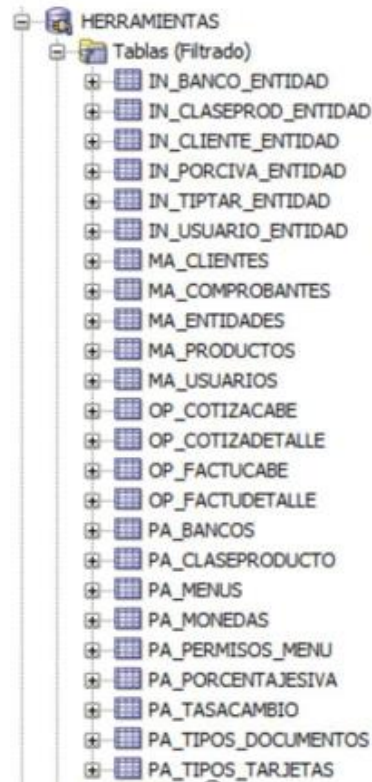 HERRAMIENTAS
Tablas (Filtrado)
IN_BANCO_ENTIDAD
IN_CLASEPROD_ENTIDAD
IN_CLIENTE_ENTIDAD
IN_PORCIVA_ENTIDAD
IN_TIPTAR_ENTIDAD
IN_USUARIO_ENTIDAD
MA_CLIENTES
MA_COMPROBANTES
MA_ENTIDADES
MA_PRODUCTOS
MA_USUARIOS
OP_COTIZACABE
OP_COTIZADETALLE
OP_FACTUCABE
OP_FACTUDETALLE
PA_BANCOS
PA_CLASEPRODUCTO
PA_MENUS
PA_MONEDAS
PA_PERMISOS_MENU
PA_PORCENTAJESIVA
PA_TASACAMBIO
PA_TIPOS_DOCUMENTOS
PA_TIPOS_TARJETAS